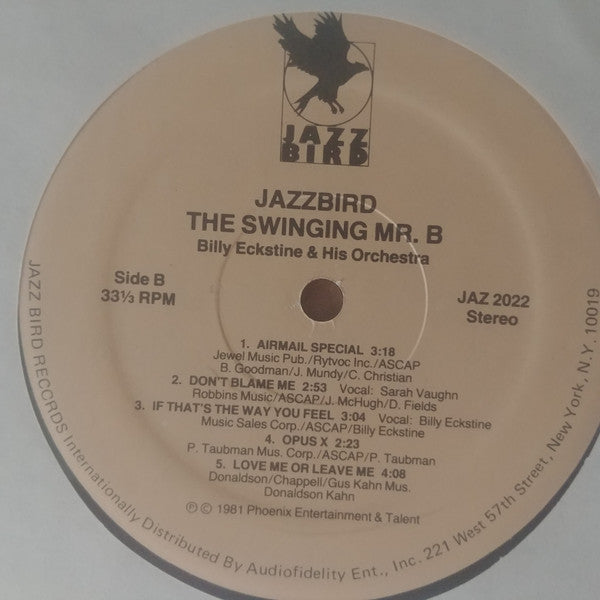 JAZZ
BIRD
JAZZBIRD
THE SWINGING MR. B
Billy Eckstine & His Orchestra
Side B
33⅓ RPM
JAZ 2022
Stereo
1. AIRMAIL SPECIAL 3:18
Jewel Music Pub./Rytvoc Inc./ASCAP
B. Goodman/J. Mundy/C. Christian
2. DON'T BLAME ME 2:53 Vocal: Sarah Vaughn
Robbins Music/ASCAP/J. McHugh/D. Fields
3. IF THAT'S THE WAY YOU FEEL 3:04 Vocal: Billy Eckstine
Music Sales Corp./ASCAP/Billy Eckstine
4. OPUS X 2:23
P. Taubman Mus. Corp./ASCAP/P. Taubman
5. LOVE ME OR LEAVE ME 4:08
Donaldson/Chappell/Gus Kahn Mus.
Donaldson Kahn
℗ © 1981 Phoenix Entertainment & Talent
JAZZ BIRD RECORDS Internationally Distributed By Audiofidelity Ent., Inc. 221 West 57th Street, New York, N.Y. 10019